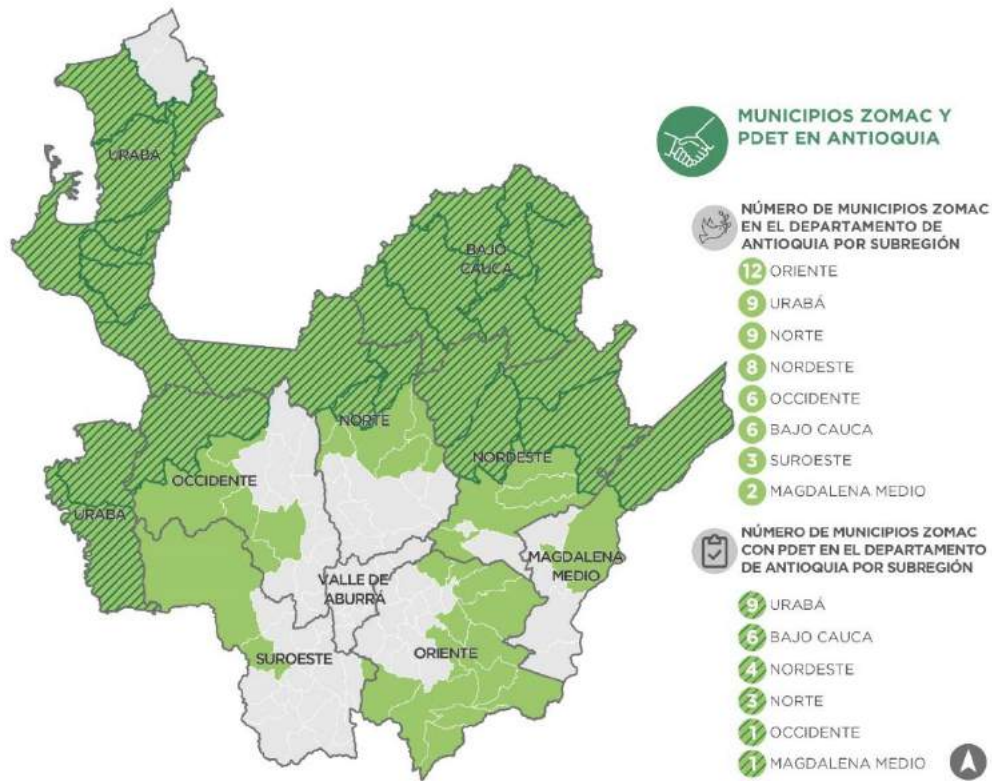 MUNICIPIOS ZOMAC Y
PDET EN ANTIOQUIA
NÚMERO DE MUNICIPIOS ZOMAC
EN EL DEPARTAMENTO DE
ANTIOQUIA POR SUBREGIÓN
12 ORIENTE
9 URABÁ
9 NORTE
8 NORDESTE
6 OCCIDENTE
6 BAJO CAUCA
3 SUROESTE
2 MAGDALENA MEDIO
NÚMERO DE MUNICIPIOS ZOMAC
CON PDET EN EL DEPARTAMENTO
DE ANTIOQUIA POR SUBREGIÓN
9 URABÁ
6 BAJO CAUCA
4 NORDESTE
3 NORTE
1 OCCIDENTE
1 MAGDALENA MEDIO
URABÁ
BAJO
CAUCA
NORTE
NORDESTE
OCCIDENTE
URABÁ
MAGDALENA
MEDIO
VALLE DE
ABURRÁ
SUROESTE
ORIENTE